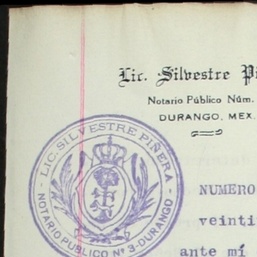 Lic. Silvestre Pi
Notario Público Núm.
DURANGO, MEX.
LIC. SILVESTRE PIÑERA
NOTARIO PUBLICO Nº 3-DURANGO
NUMERO
veinti
ante mí